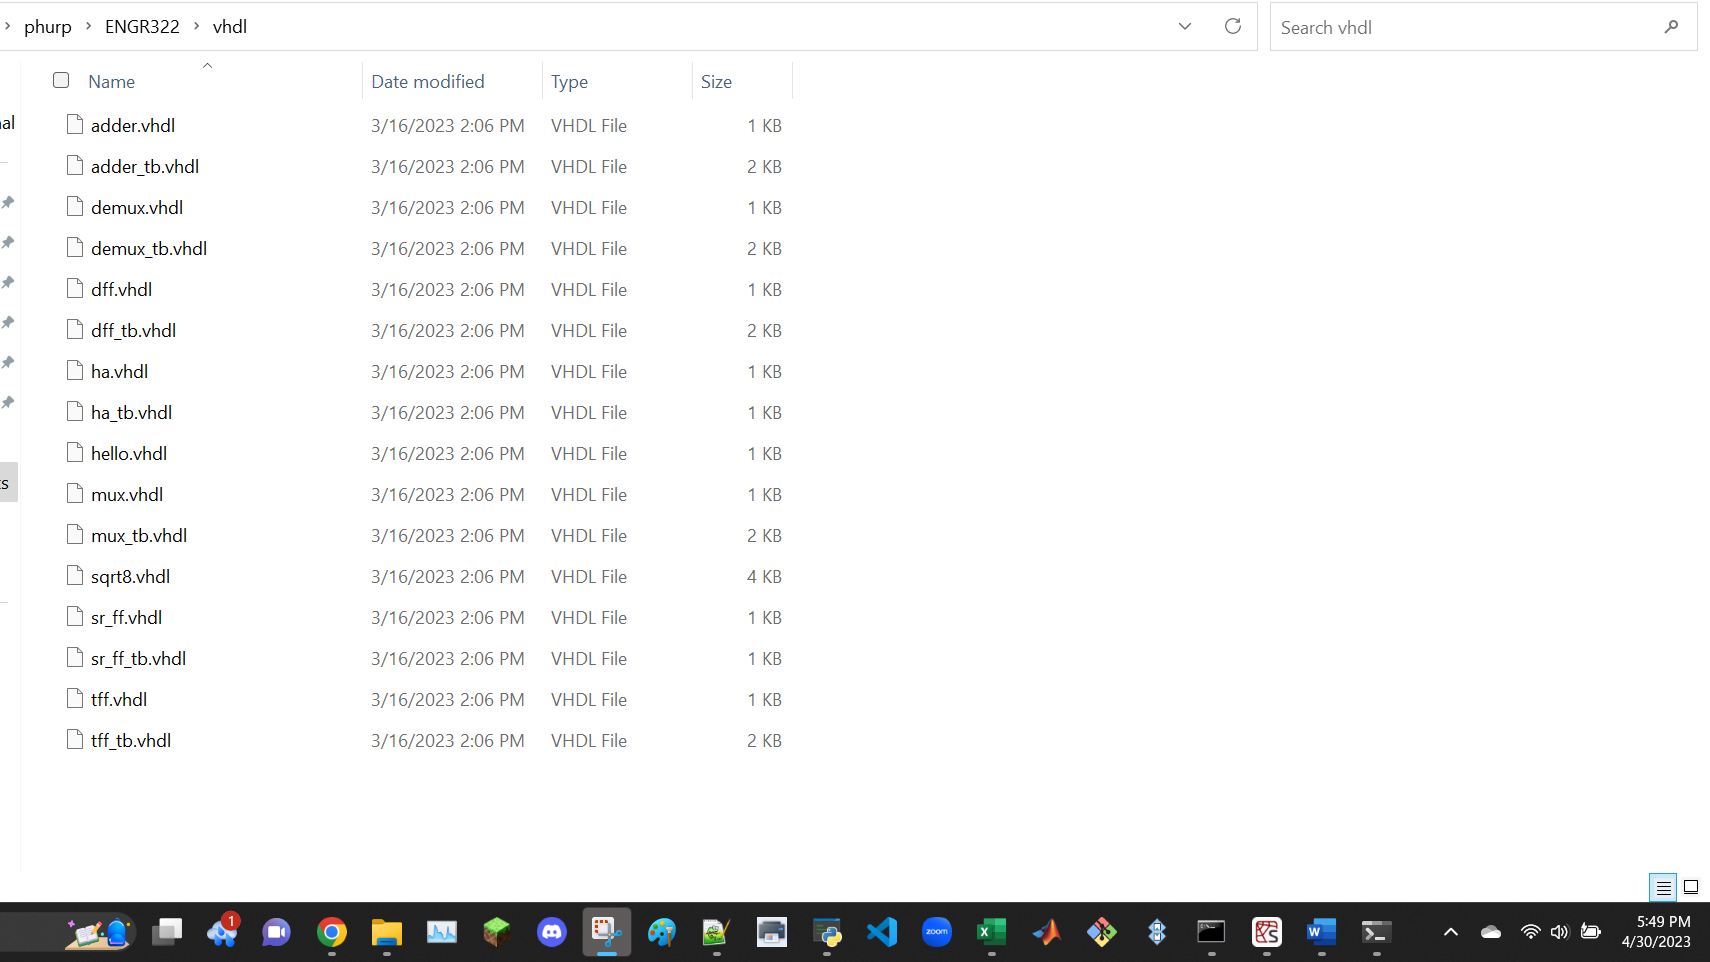 › phurp › ENGR322 › vhdl
Search vhdl
Name Date modified Type Size
al
adder.vhdl 3/16/2023 2:06 PM VHDL File 1 KB
adder_tb.vhdl 3/16/2023 2:06 PM VHDL File 2 KB
demux.vhdl 3/16/2023 2:06 PM VHDL File 1 KB
demux_tb.vhdl 3/16/2023 2:06 PM VHDL File 2 KB
dff.vhdl 3/16/2023 2:06 PM VHDL File 1 KB
dff_tb.vhdl 3/16/2023 2:06 PM VHDL File 2 KB
ha.vhdl 3/16/2023 2:06 PM VHDL File 1 KB
ha_tb.vhdl 3/16/2023 2:06 PM VHDL File 1 KB
hello.vhdl 3/16/2023 2:06 PM VHDL File 1 KB
s
mux.vhdl 3/16/2023 2:06 PM VHDL File 1 KB
mux_tb.vhdl 3/16/2023 2:06 PM VHDL File 2 KB
sqrt8.vhdl 3/16/2023 2:06 PM VHDL File 4 KB
sr_ff.vhdl 3/16/2023 2:06 PM VHDL File 1 KB
sr_ff_tb.vhdl 3/16/2023 2:06 PM VHDL File 1 KB
tff.vhdl 3/16/2023 2:06 PM VHDL File 1 KB
tff_tb.vhdl 3/16/2023 2:06 PM VHDL File 2 KB
1
zoom
5:49 PM
4/30/2023